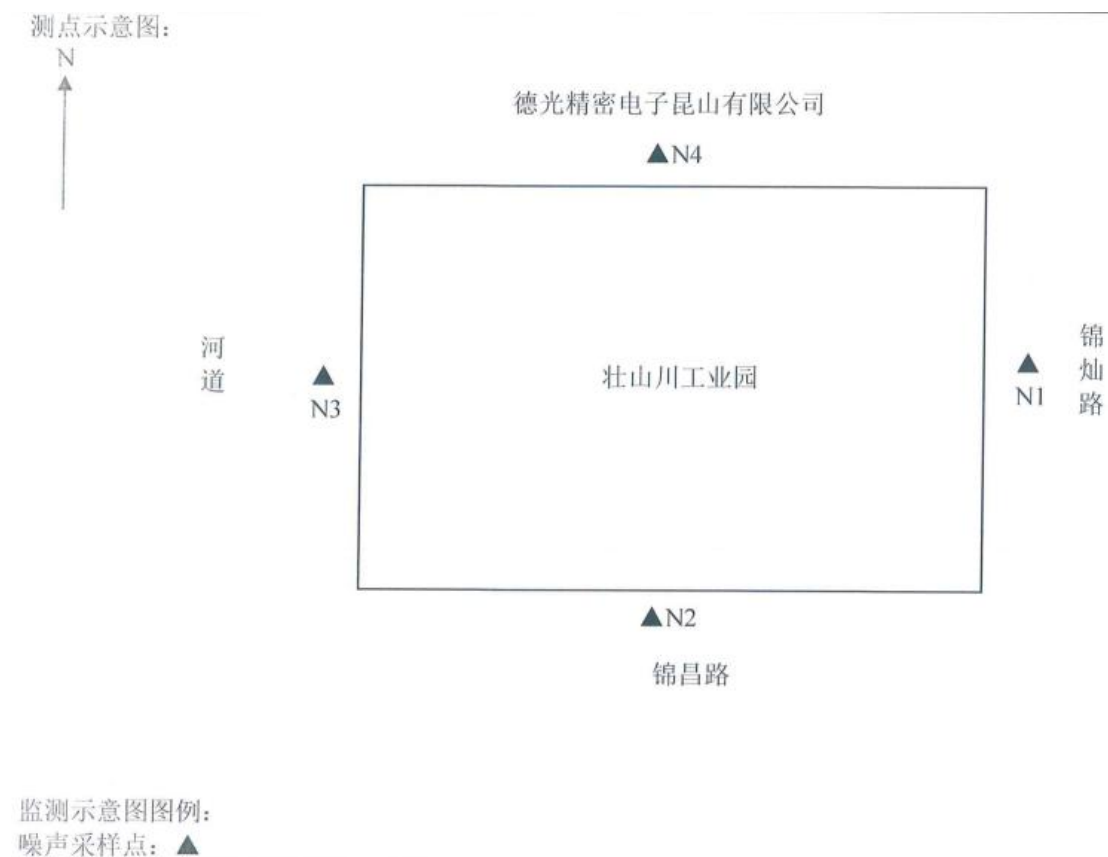 测点示意图：
N
德光精密电子昆山有限公司
▲N4
河道
▲
N3
壮山川工业园
▲
N1
锦灿路
▲N2
锦昌路
监测示意图图例：
噪声采样点：▲